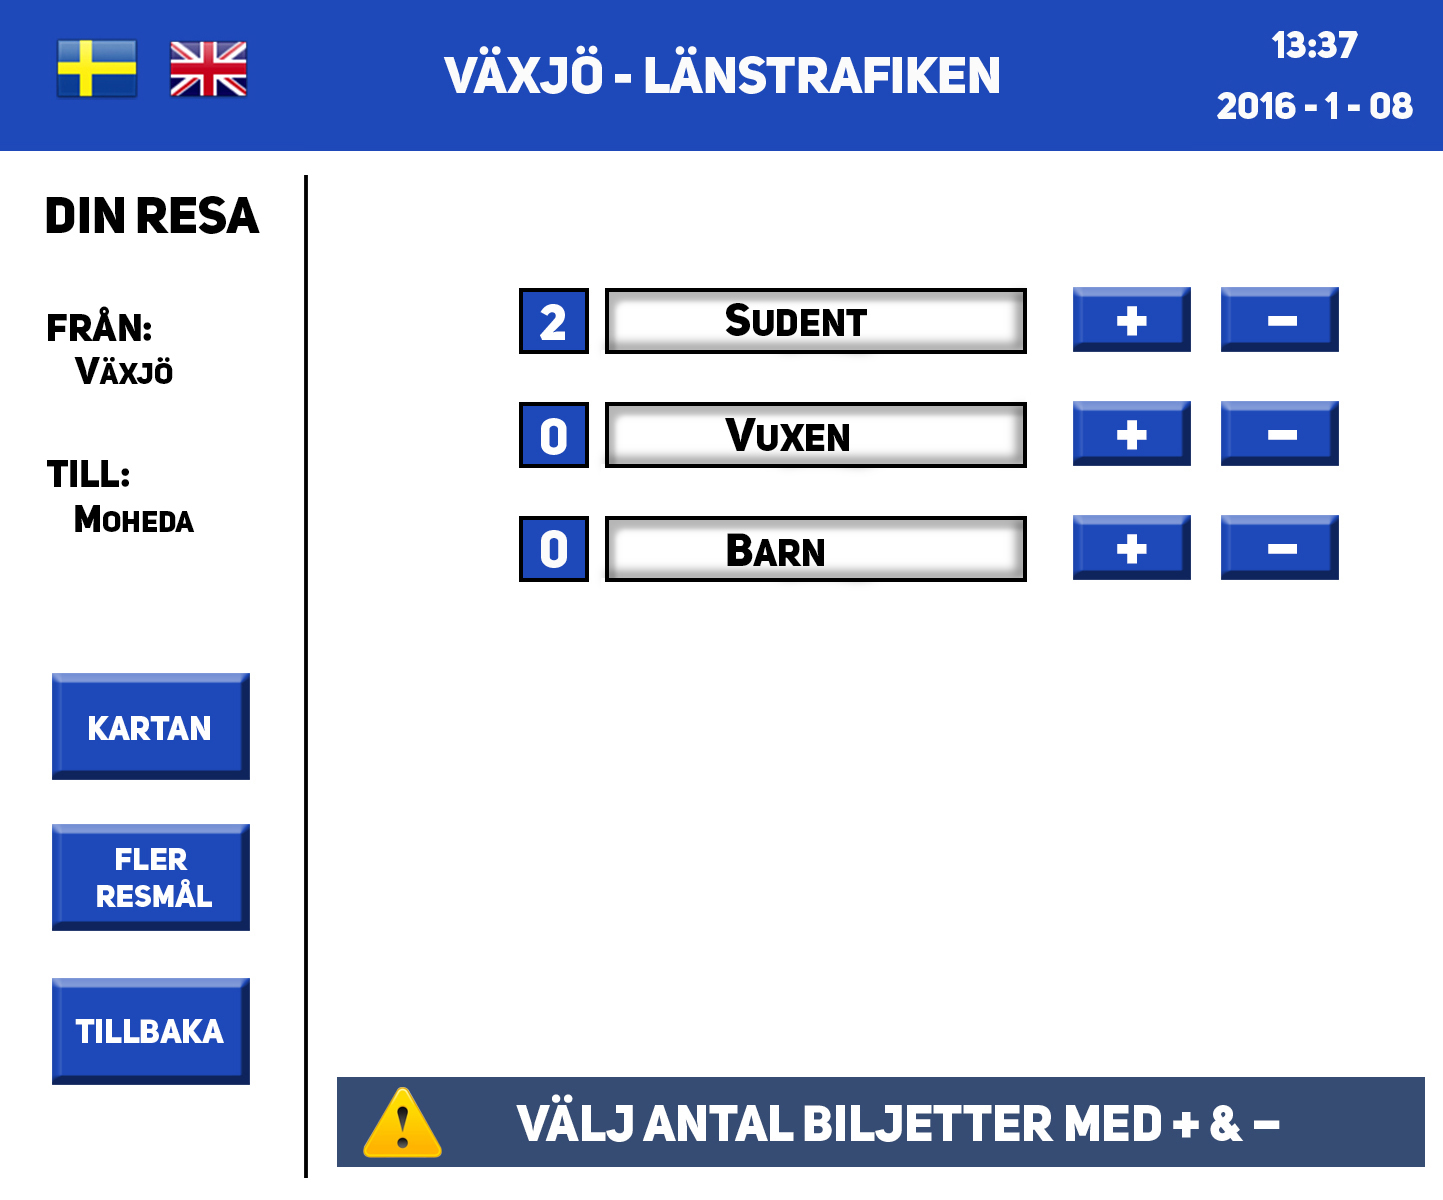 VÄXJÖ - LÄNSTRAFIKEN
13:37
2016 - 1 - 08
DIN RESA
FRÅN:
VÄXJÖ
TILL:
MOHEDA
KARTAN
FLER
RESMÅL
TILLBAKA
2 SUDENT + −
0 VUXEN + −
0 BARN + −
VÄLJ ANTAL BILJETTER MED + & −